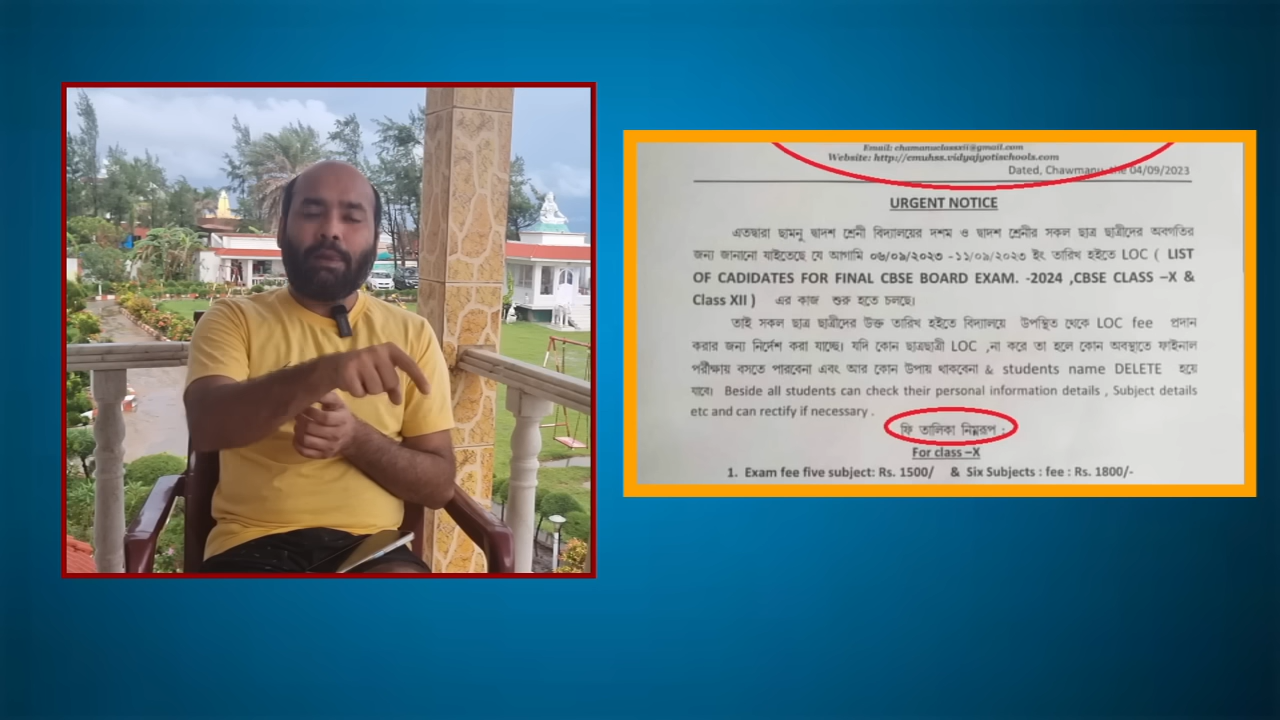 Email: chamanuclassxii@gmail.com
Website: http://cmuhss.vidyajyotischools.com
Dated, Chawmanu, the 04/09/2023
URGENT NOTICE
এতদ্বারা ছামনু দ্বাদশ শ্রেনী বিদ্যালয়ের দশম ও দ্বাদশ শ্রেনীর সকল ছাত্র ছাত্রীদের অবগতির
জন্য জানানো যাইতেছে যে আগামি ০৬/০৯/২০২৩ -১১/০৯/২০২৩ ইং তারিখ হইতে LOC ( LIST
OF CADIDATES FOR FINAL CBSE BOARD EXAM. -2024 ,CBSE CLASS –X &
Class XII ) এর কাজ শুরু হতে চলছে।
তাই সকল ছাত্র ছাত্রীদের উক্ত তারিখ হইতে বিদ্যালয়ে উপস্থিত থেকে LOC fee প্রদান
করার জন্য নির্দেশ করা যাচ্ছে। যদি কোন ছাত্রছাত্রী LOC ,না করে তা হলে কোন অবস্থাতে ফাইনাল
পরীক্ষায় বসতে পারবেনা এবং আর কোন উপায় থাকবেনা & students name DELETE হয়ে
যাবে। Beside all students can check their personal information details , Subject details
etc and can rectify if necessary .
ফি তালিকা নিম্নরূপ :
For class –X
1. Exam fee five subject: Rs. 1500/ & Six Subjects : fee : Rs. 1800/-